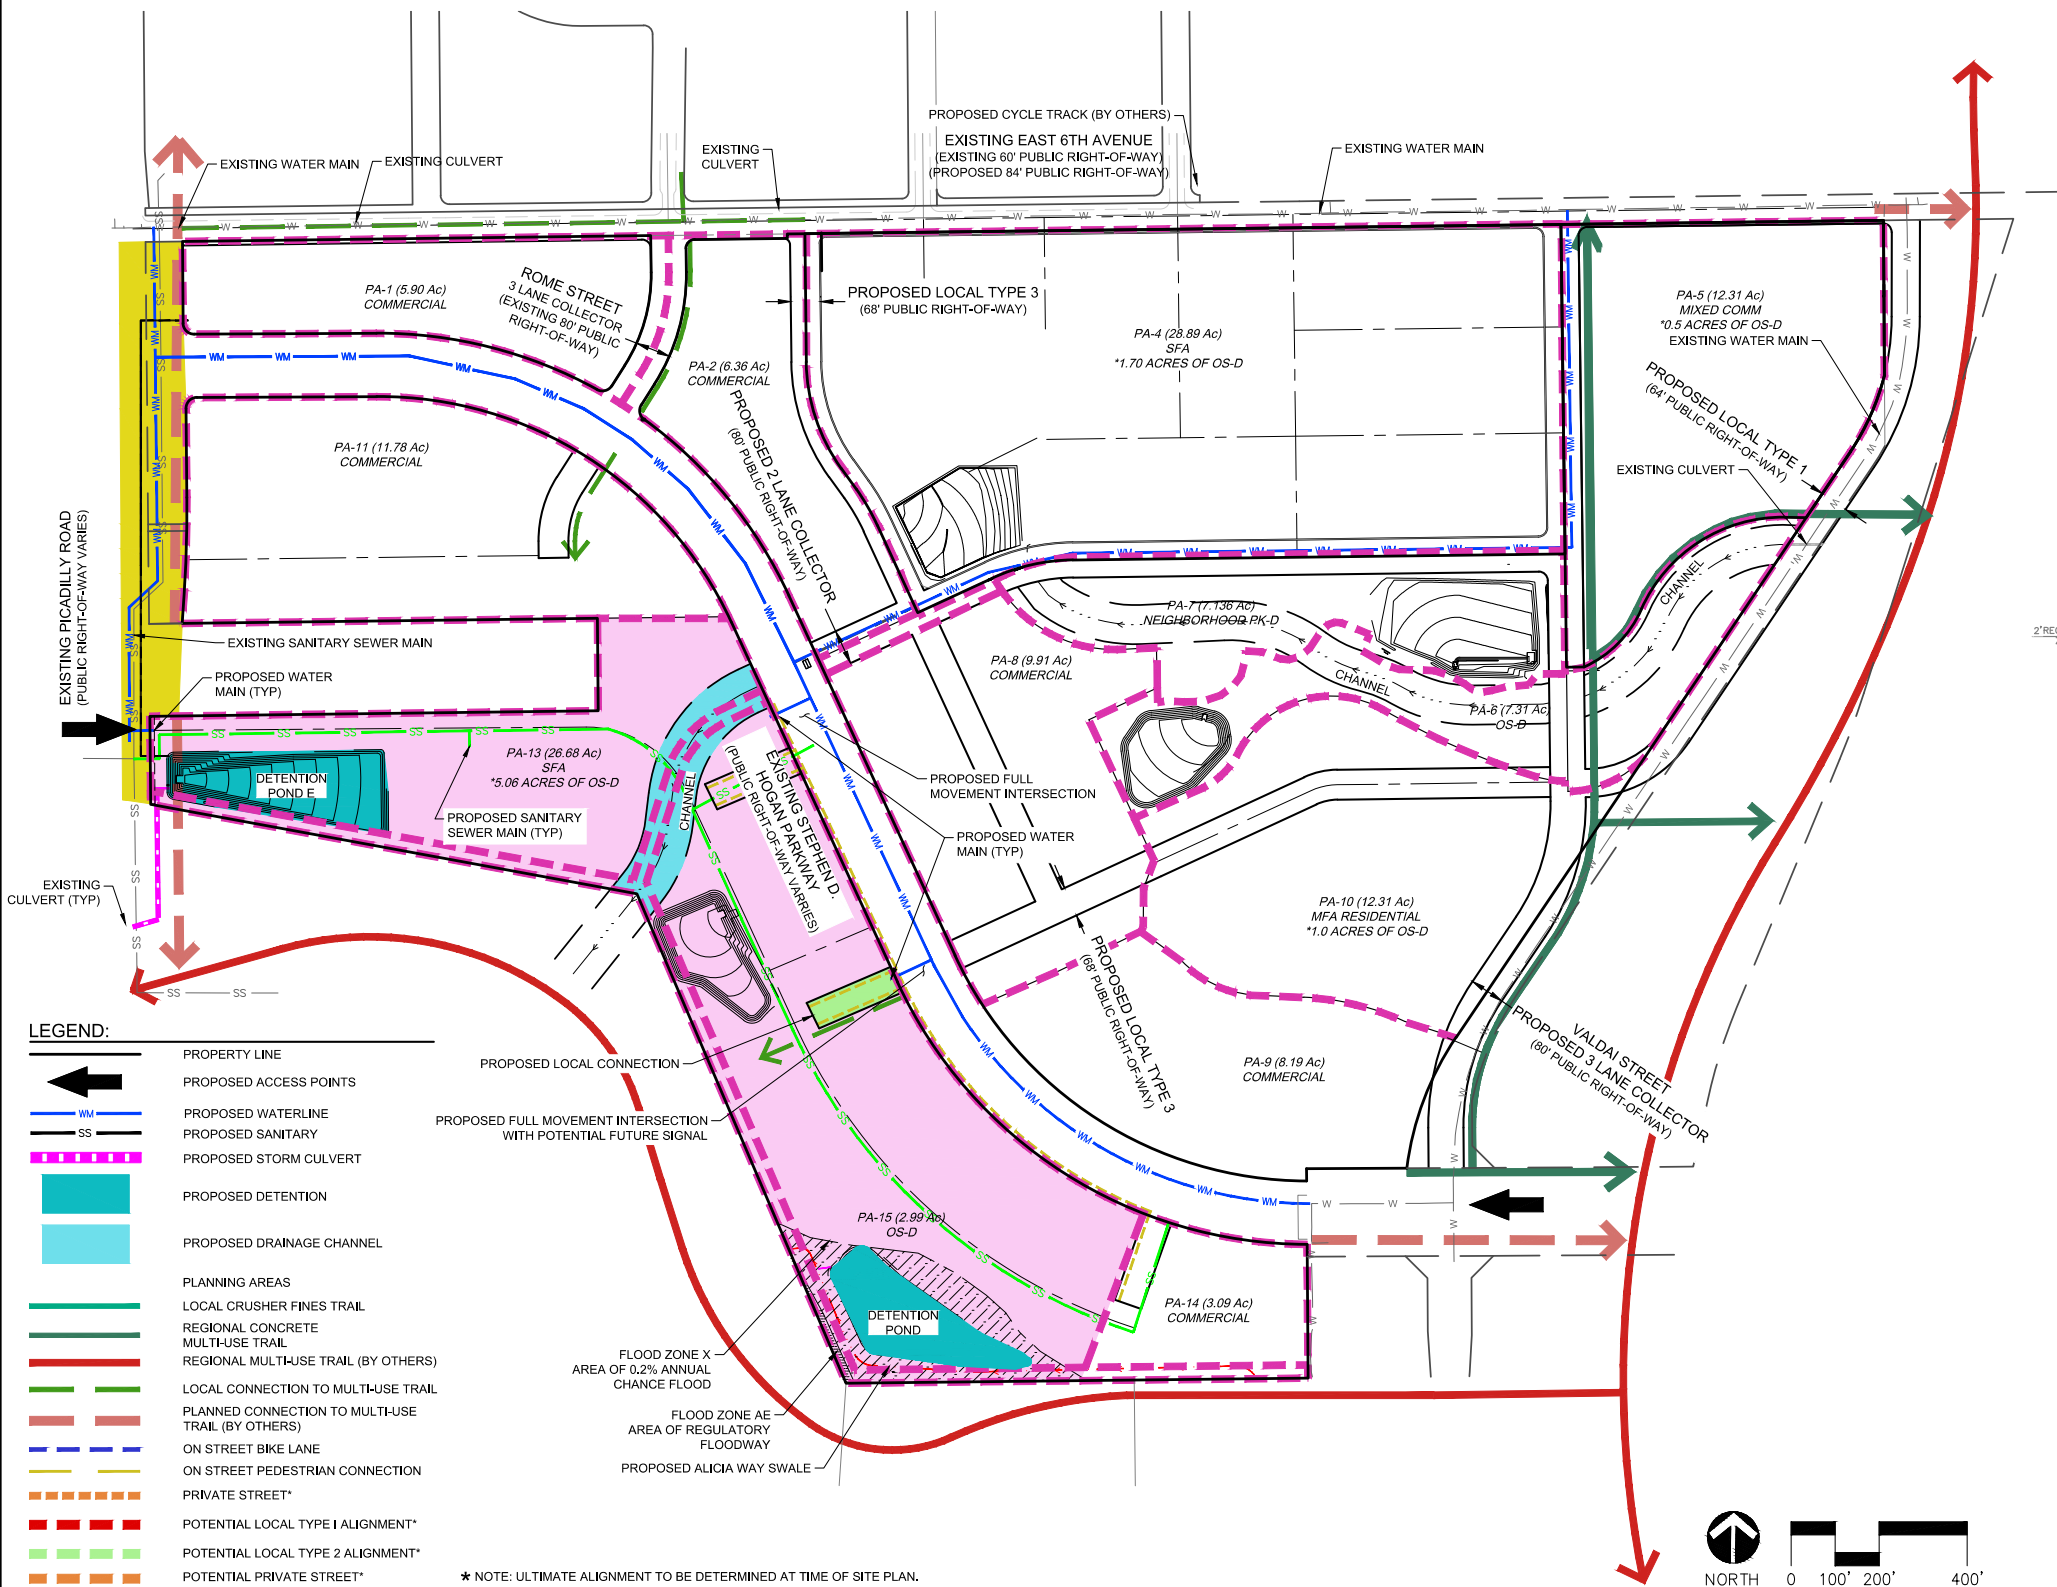 PROPOSED CYCLE TRACK (BY OTHERS)
EXISTING EAST 6TH AVENUE
(EXISTING 60' PUBLIC RIGHT-OF-WAY)
(PROPOSED 84' PUBLIC RIGHT-OF-WAY)
EXISTING WATER MAIN
EXISTING CULVERT
EXISTING
CULVERT
EXISTING WATER MAIN
PA-1 (5.90 Ac)
COMMERCIAL
ROME STREET
3 LANE COLLECTOR
(EXISTING 80' PUBLIC
RIGHT-OF-WAY)
PROPOSED LOCAL TYPE 3
(68' PUBLIC RIGHT-OF-WAY)
PA-4 (28.89 Ac)
SFA
*1.70 ACRES OF OS-D
PA-5 (12.31 Ac)
MIXED COMM
*0.5 ACRES OF OS-D
EXISTING WATER MAIN
PA-2 (6.36 Ac)
COMMERCIAL
PROPOSED 2 LANE COLLECTOR
(80' PUBLIC RIGHT-OF-WAY)
PROPOSED LOCAL TYPE 1
(64' PUBLIC RIGHT-OF-WAY)
EXISTING CULVERT
PA-11 (11.78 Ac)
COMMERCIAL
EXISTING PICADILLY ROAD
(PUBLIC RIGHT-OF-WAY VARIES)
CHANNEL
PA-7 (7.136 Ac)
NEIGHBORHOOD PK-D
EXISTING SANITARY SEWER MAIN
PROPOSED WATER
MAIN (TYP)
PA-8 (9.91 Ac)
COMMERCIAL
CHANNEL
PA-6 (7.31 Ac)
OS-D
PA-13 (26.68 Ac)
SFA
*5.06 ACRES OF OS-D
DETENTION
POND E
CHANNEL
EXISTING STEPHEN D.
HOGAN PARKWAY
(PUBLIC RIGHT-OF-WAY VARRIES)
PROPOSED FULL
MOVEMENT INTERSECTION
PROPOSED SANITARY
SEWER MAIN (TYP)
PROPOSED WATER
MAIN (TYP)
EXISTING
CULVERT (TYP)
PA-10 (12.31 Ac)
MFA RESIDENTIAL
*1.0 ACRES OF OS-D
PROPOSED LOCAL TYPE 3
(68' PUBLIC RIGHT-OF-WAY)
VALDAI STREET
PROPOSED 3 LANE COLLECTOR
(80' PUBLIC RIGHT-OF-WAY)
PA-9 (8.19 Ac)
COMMERCIAL
PROPOSED LOCAL CONNECTION
PROPOSED FULL MOVEMENT INTERSECTION
WITH POTENTIAL FUTURE SIGNAL
PA-15 (2.99 Ac)
OS-D
DETENTION
POND
PA-14 (3.09 Ac)
COMMERCIAL
FLOOD ZONE X
AREA OF 0.2% ANNUAL
CHANCE FLOOD
FLOOD ZONE AE
AREA OF REGULATORY
FLOODWAY
PROPOSED ALICIA WAY SWALE
LEGEND:
PROPERTY LINE
PROPOSED ACCESS POINTS
WM PROPOSED WATERLINE
SS PROPOSED SANITARY
PROPOSED STORM CULVERT
PROPOSED DETENTION
PROPOSED DRAINAGE CHANNEL
PLANNING AREAS
LOCAL CRUSHER FINES TRAIL
REGIONAL CONCRETE
MULTI-USE TRAIL
REGIONAL MULTI-USE TRAIL (BY OTHERS)
LOCAL CONNECTION TO MULTI-USE TRAIL
PLANNED CONNECTION TO MULTI-USE
TRAIL (BY OTHERS)
ON STREET BIKE LANE
ON STREET PEDESTRIAN CONNECTION
PRIVATE STREET*
POTENTIAL LOCAL TYPE I ALIGNMENT*
POTENTIAL LOCAL TYPE 2 ALIGNMENT*
POTENTIAL PRIVATE STREET*
* NOTE: ULTIMATE ALIGNMENT TO BE DETERMINED AT TIME OF SITE PLAN.
NORTH
0 100' 200' 400'